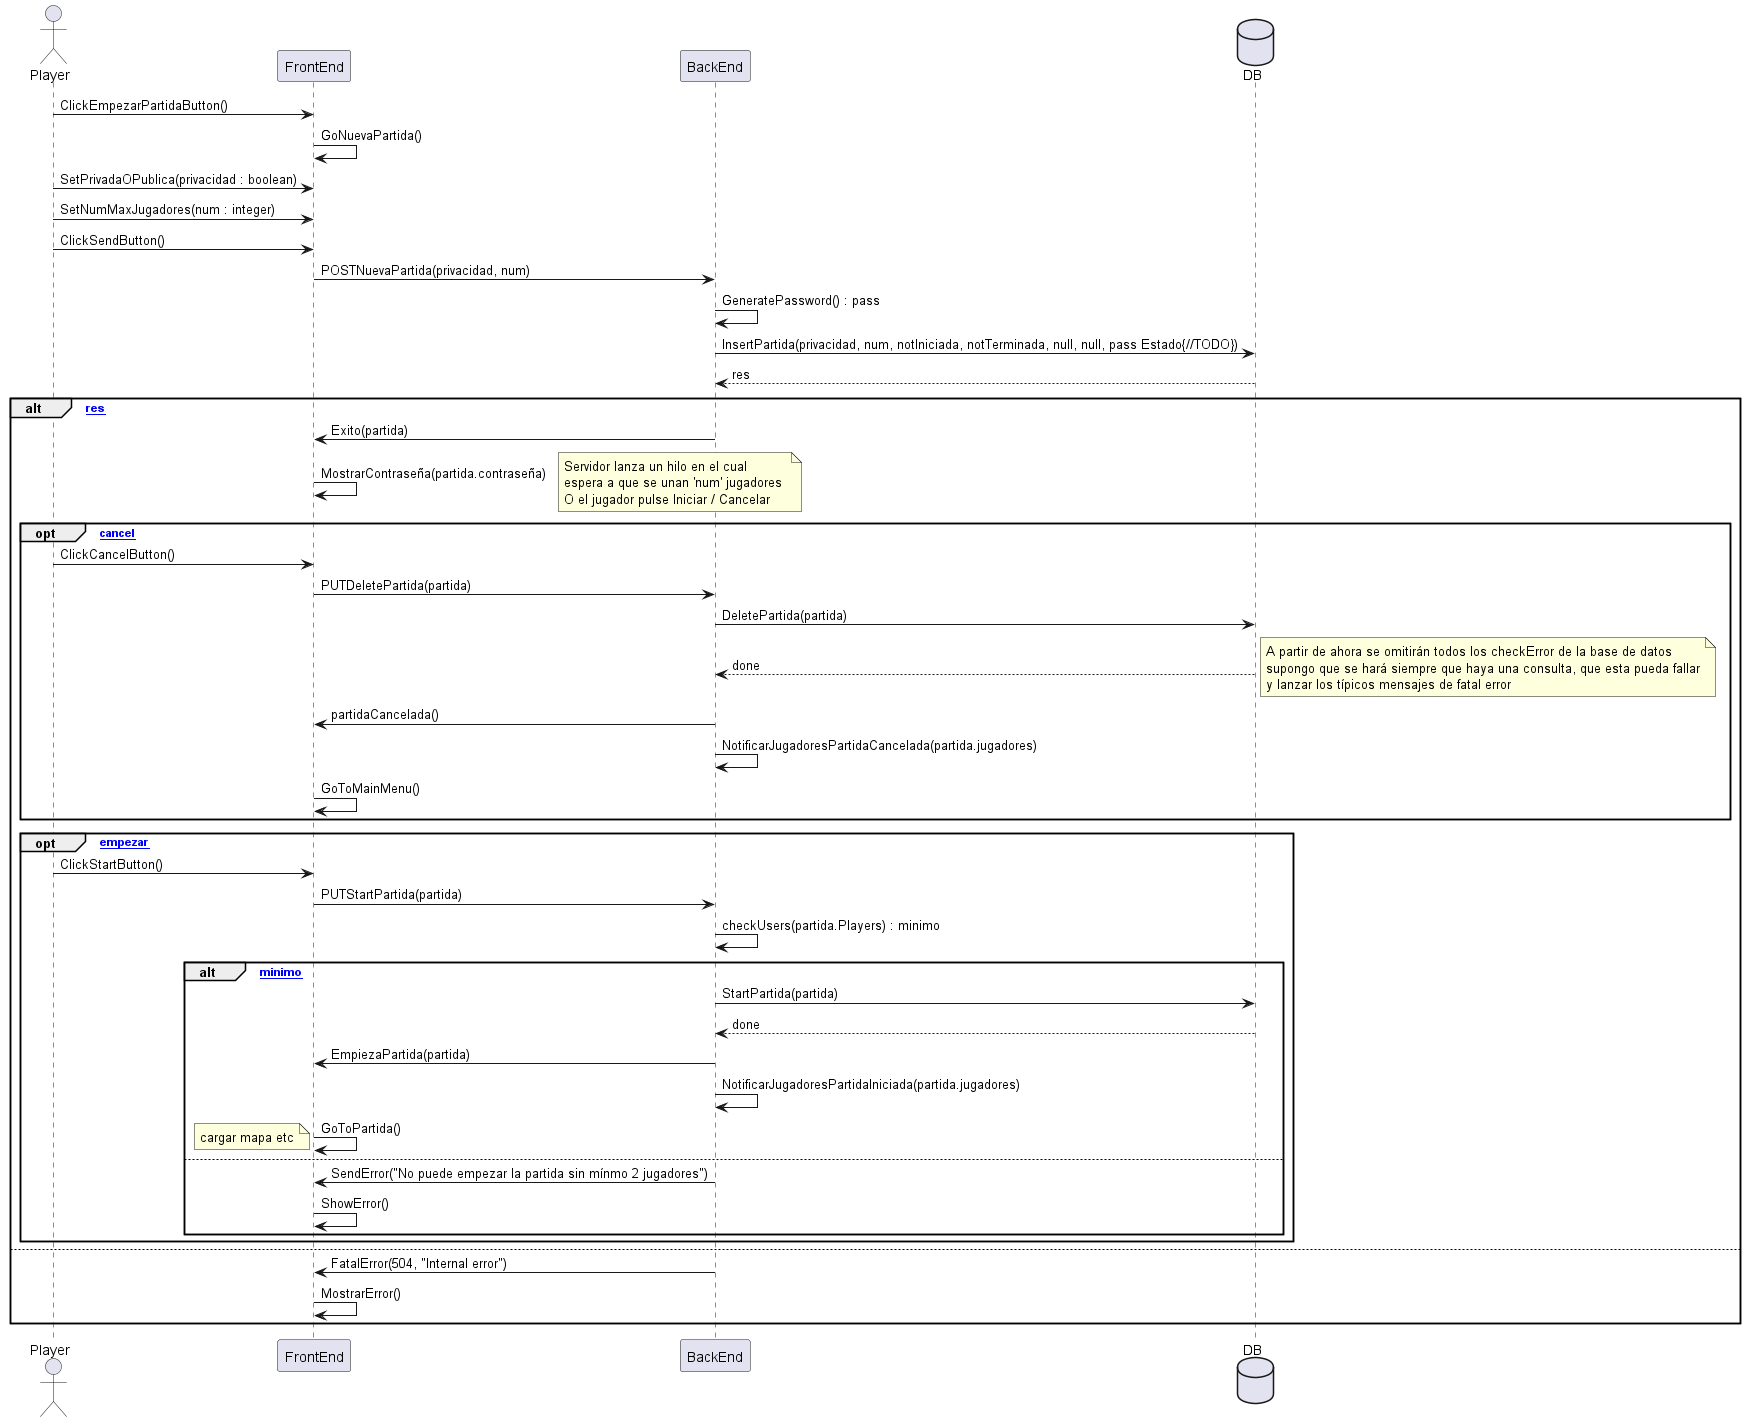 Player
FrontEnd
BackEnd
DB
ClickEmpezarPartidaButton()
GoNuevaPartida()
SetPrivadaOPublica(privacidad : boolean)
SetNumMaxJugadores(num : integer)
ClickSendButton()
POSTNuevaPartida(privacidad, num)
GeneratePassword() : pass
InsertPartida(privacidad, num, notIniciada, notTerminada, null, null, pass Estado{//TODO})
res
alt
res
Exito(partida)
MostrarContraseña(partida.contraseña)
Servidor lanza un hilo en el cual
espera a que se unan 'num' jugadores
O el jugador pulse Iniciar / Cancelar
opt
cancel
ClickCancelButton()
PUTDeletePartida(partida)
DeletePartida(partida)
done
A partir de ahora se omitirán todos los checkError de la base de datos
supongo que se hará siempre que haya una consulta, que esta pueda fallar
y lanzar los típicos mensajes de fatal error
partidaCancelada()
NotificarJugadoresPartidaCancelada(partida.jugadores)
GoToMainMenu()
opt
empezar
ClickStartButton()
PUTStartPartida(partida)
checkUsers(partida.Players) : minimo
alt
minimo
StartPartida(partida)
done
EmpiezaPartida(partida)
NotificarJugadoresPartidaIniciada(partida.jugadores)
cargar mapa etc
GoToPartida()
SendError("No puede empezar la partida sin mínmo 2 jugadores")
ShowError()
FatalError(504, "Internal error")
MostrarError()
Player
FrontEnd
BackEnd
DB